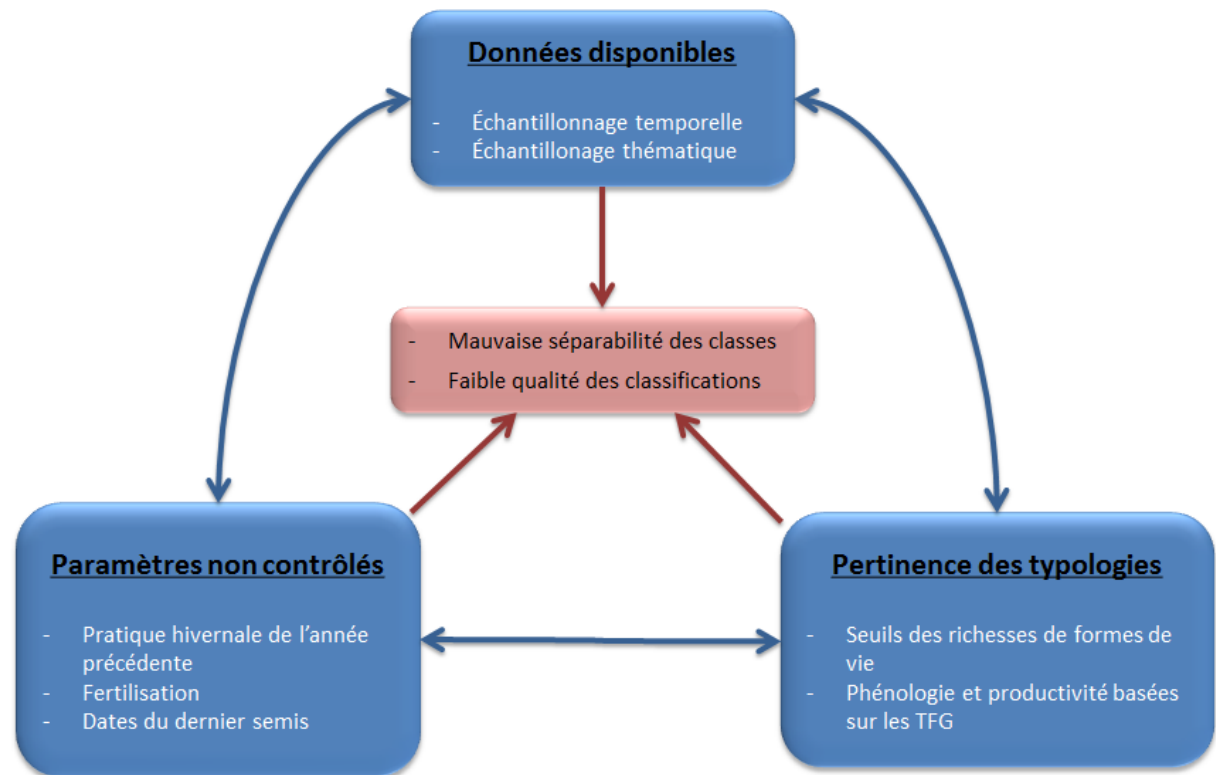 Données disponibles
- Échantillonnage temporelle
- Échantillonage thématique
- Mauvaise séparabilité des classes
- Faible qualité des classifications
Paramètres non contrôlés
- Pratique hivernale de l'année
précédente
- Fertilisation
- Dates du dernier semis
Pertinence des typologies
- Seuils des richesses de formes de
vie
- Phénologie et productivité basées
sur les TFG